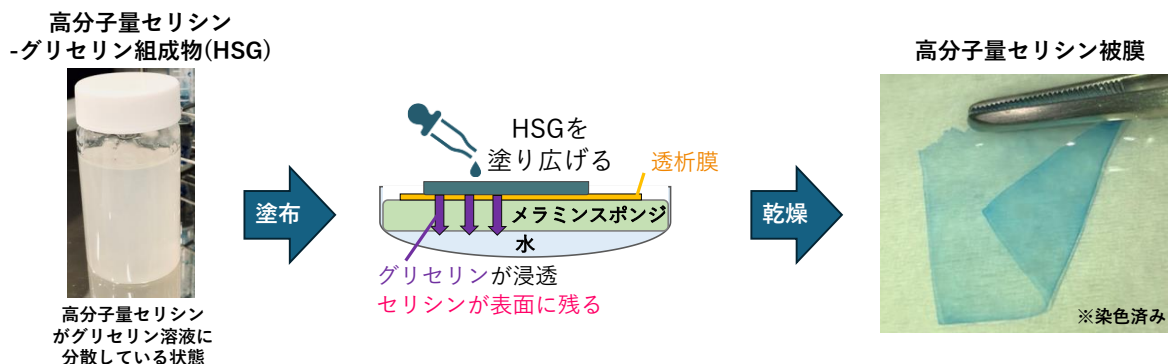 高分子量セリシン
-グリセリン組成物(HSG)
高分子量セリシン
がグリセリン溶液に
分散している状態
塗布
HSGを
塗り広げる
透析膜
メラミンスポンジ
水
グリセリンが浸透
セリシンが表面に残る
乾燥
高分子量セリシン被膜
※染色済み